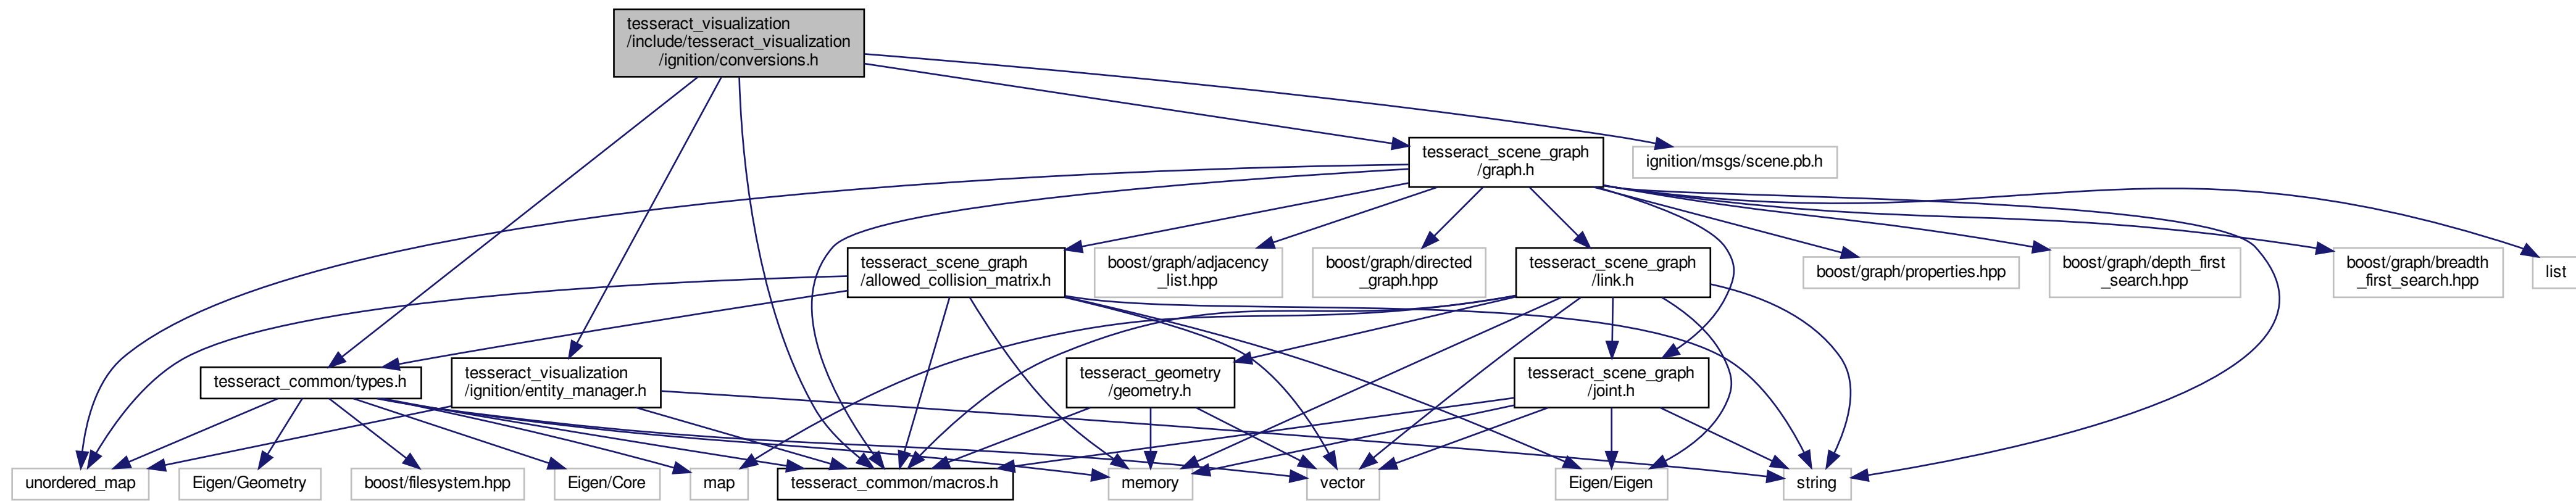 tesseract_visualization
/include/tesseract_visualization
/ignition/conversions.h
tesseract_scene_graph
/graph.h
ignition/msgs/scene.pb.h
tesseract_scene_graph
/allowed_collision_matrix.h
boost/graph/adjacency
_list.hpp
boost/graph/directed
_graph.hpp
tesseract_scene_graph
/link.h
boost/graph/properties.hpp
boost/graph/depth_first
_search.hpp
boost/graph/breadth
_first_search.hpp
list
tesseract_common/types.h
tesseract_visualization
/ignition/entity_manager.h
tesseract_geometry
/geometry.h
tesseract_scene_graph
/joint.h
unordered_map
Eigen/Geometry
boost/filesystem.hpp
Eigen/Core
map
tesseract_common/macros.h
memory
vector
Eigen/Eigen
string